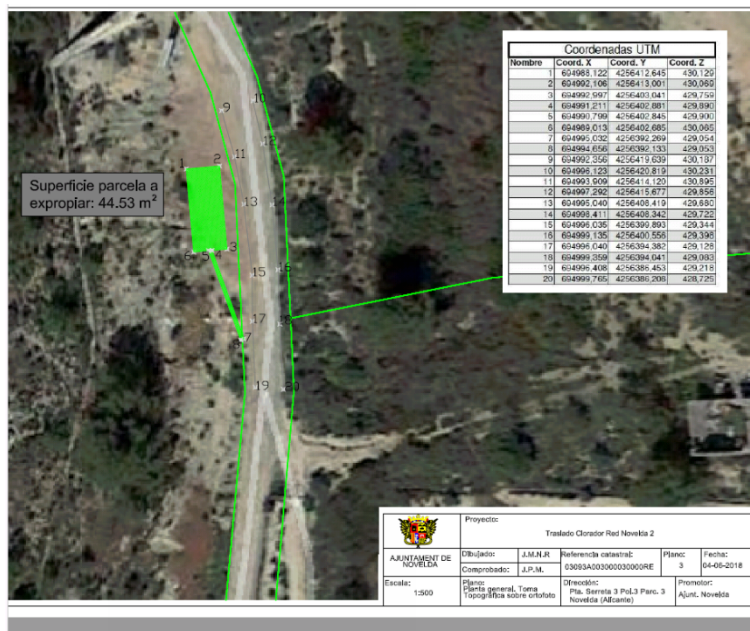 Coordenadas UTM
Nombre Coord. X Coord. Y Coord. Z
1 694988,122 4256412,645 430,129
2 694992,106 4256413,001 430,069
3 694992,997 4256403,041 429,759
4 694991,211 4256402,881 429,890
5 694990,799 4256402,845 429,900
6 694989,013 4256402,685 430,065
7 694995,032 4256392,269 429,054
8 694994,656 4256392,133 429,053
9 694992,356 4256419,639 430,187
10 694996,123 4256420,819 430,231
11 694993,909 4256414,120 430,895
12 694997,292 4256415,677 429,856
13 694995,040 4256408,419 429,680
14 694998,411 4256408,342 429,722
15 694996,035 4256399,893 429,344
16 694999,135 4256400,556 429,398
17 694996,040 4256394,382 429,128
18 694999,359 4256394,041 429,083
19 694996,408 4256386,453 429,218
20 694999,765 4256386,206 428,725
9
10
12
11
1 2
Superficie parcela a
expropiar: 44.53 m²
13 14
6 5 4 3
15 16
17
7
8
19 20
Proyecto:
Traslado Clorador Red Novelda 2
AJUNTAMENT DE
NOVELDA
Dibujado: J.M.N.R
Comprobado: J.P.M.
Referencia catastral:
03093A003000030000RE
Plano:
3
Fecha:
04-06-2018
Escala:
1:500
Plano:
Planta general. Toma
Topográfica sobre ortofoto
Dirección:
Pta. Serreta 3 Pol.3 Parc. 3
Novelda (Alicante)
Promotor:
Ajunt. Novelda